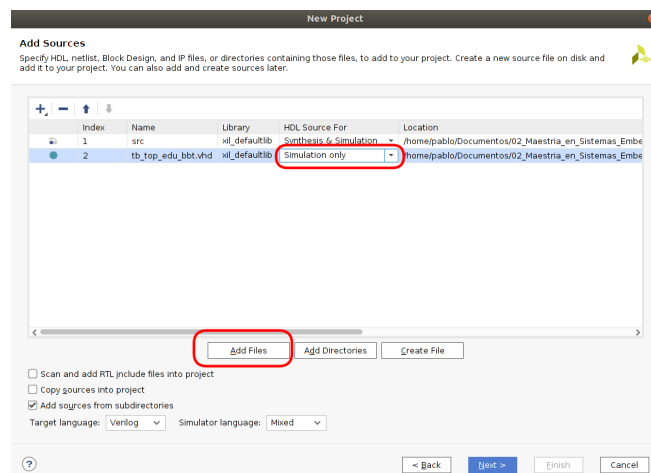 New Project
Add Sources
Specify HDL, netlist, Block Design, and IP files, or directories containing those files, to add to your project. Create a new source file on disk and
add it to your project. You can also add and create sources later.
Index Name Library HDL Source For Location
1 src xil_defaultlib Synthesis & Simulation /home/pablo/Documentos/02_Maestria_en_Sistemas_Embe
2 tb_top_edu_bbt.vhd xil_defaultlib Simulation only /home/pablo/Documentos/02_Maestria_en_Sistemas_Embe
Add Files Add Directories Create File
Scan and add RTL include files into project
Copy sources into project
Add sources from subdirectories
Target language: Verilog Simulator language: Mixed
? < Back Next > Finish Cancel